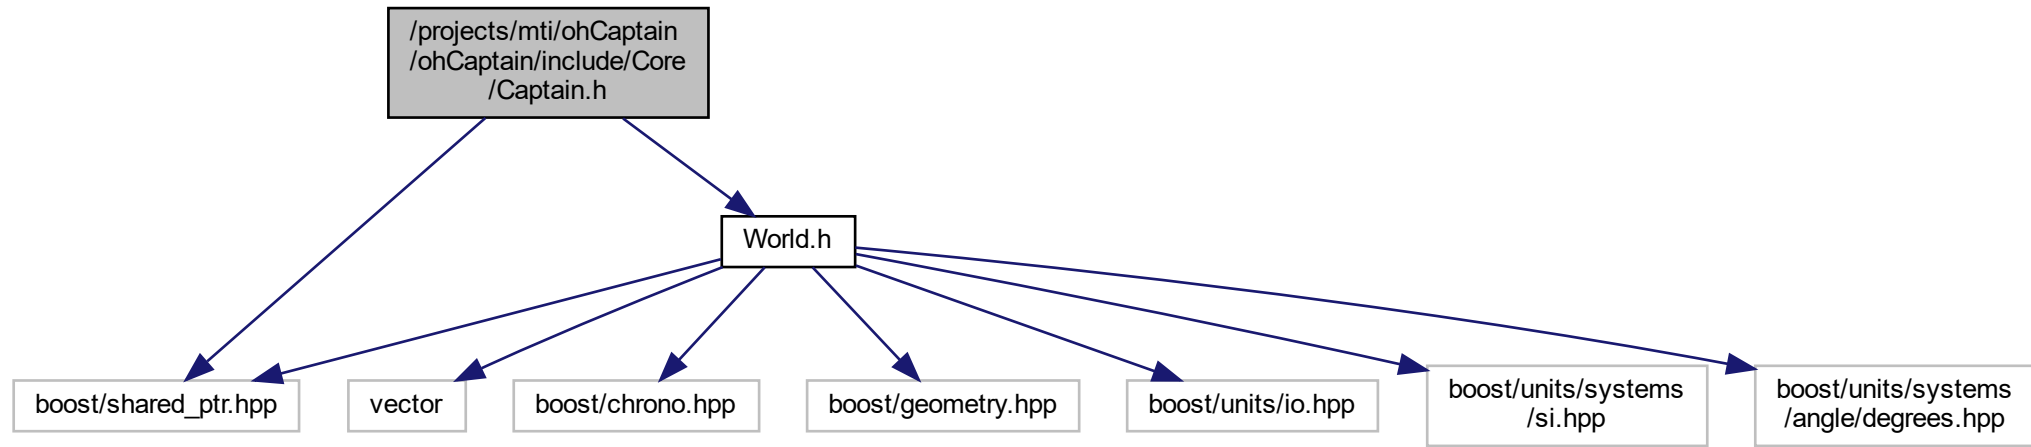 /projects/mti/ohCaptain
/ohCaptain/include/Core
/Captain.h
World.h
boost/shared_ptr.hpp
vector
boost/chrono.hpp
boost/geometry.hpp
boost/units/io.hpp
boost/units/systems
/si.hpp
boost/units/systems
/angle/degrees.hpp